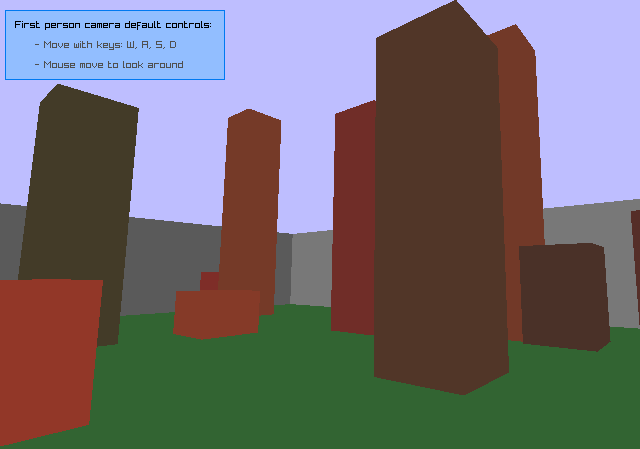 First person camera default controls:
- Move with keys: W, A, S, D
- Mouse move to look around